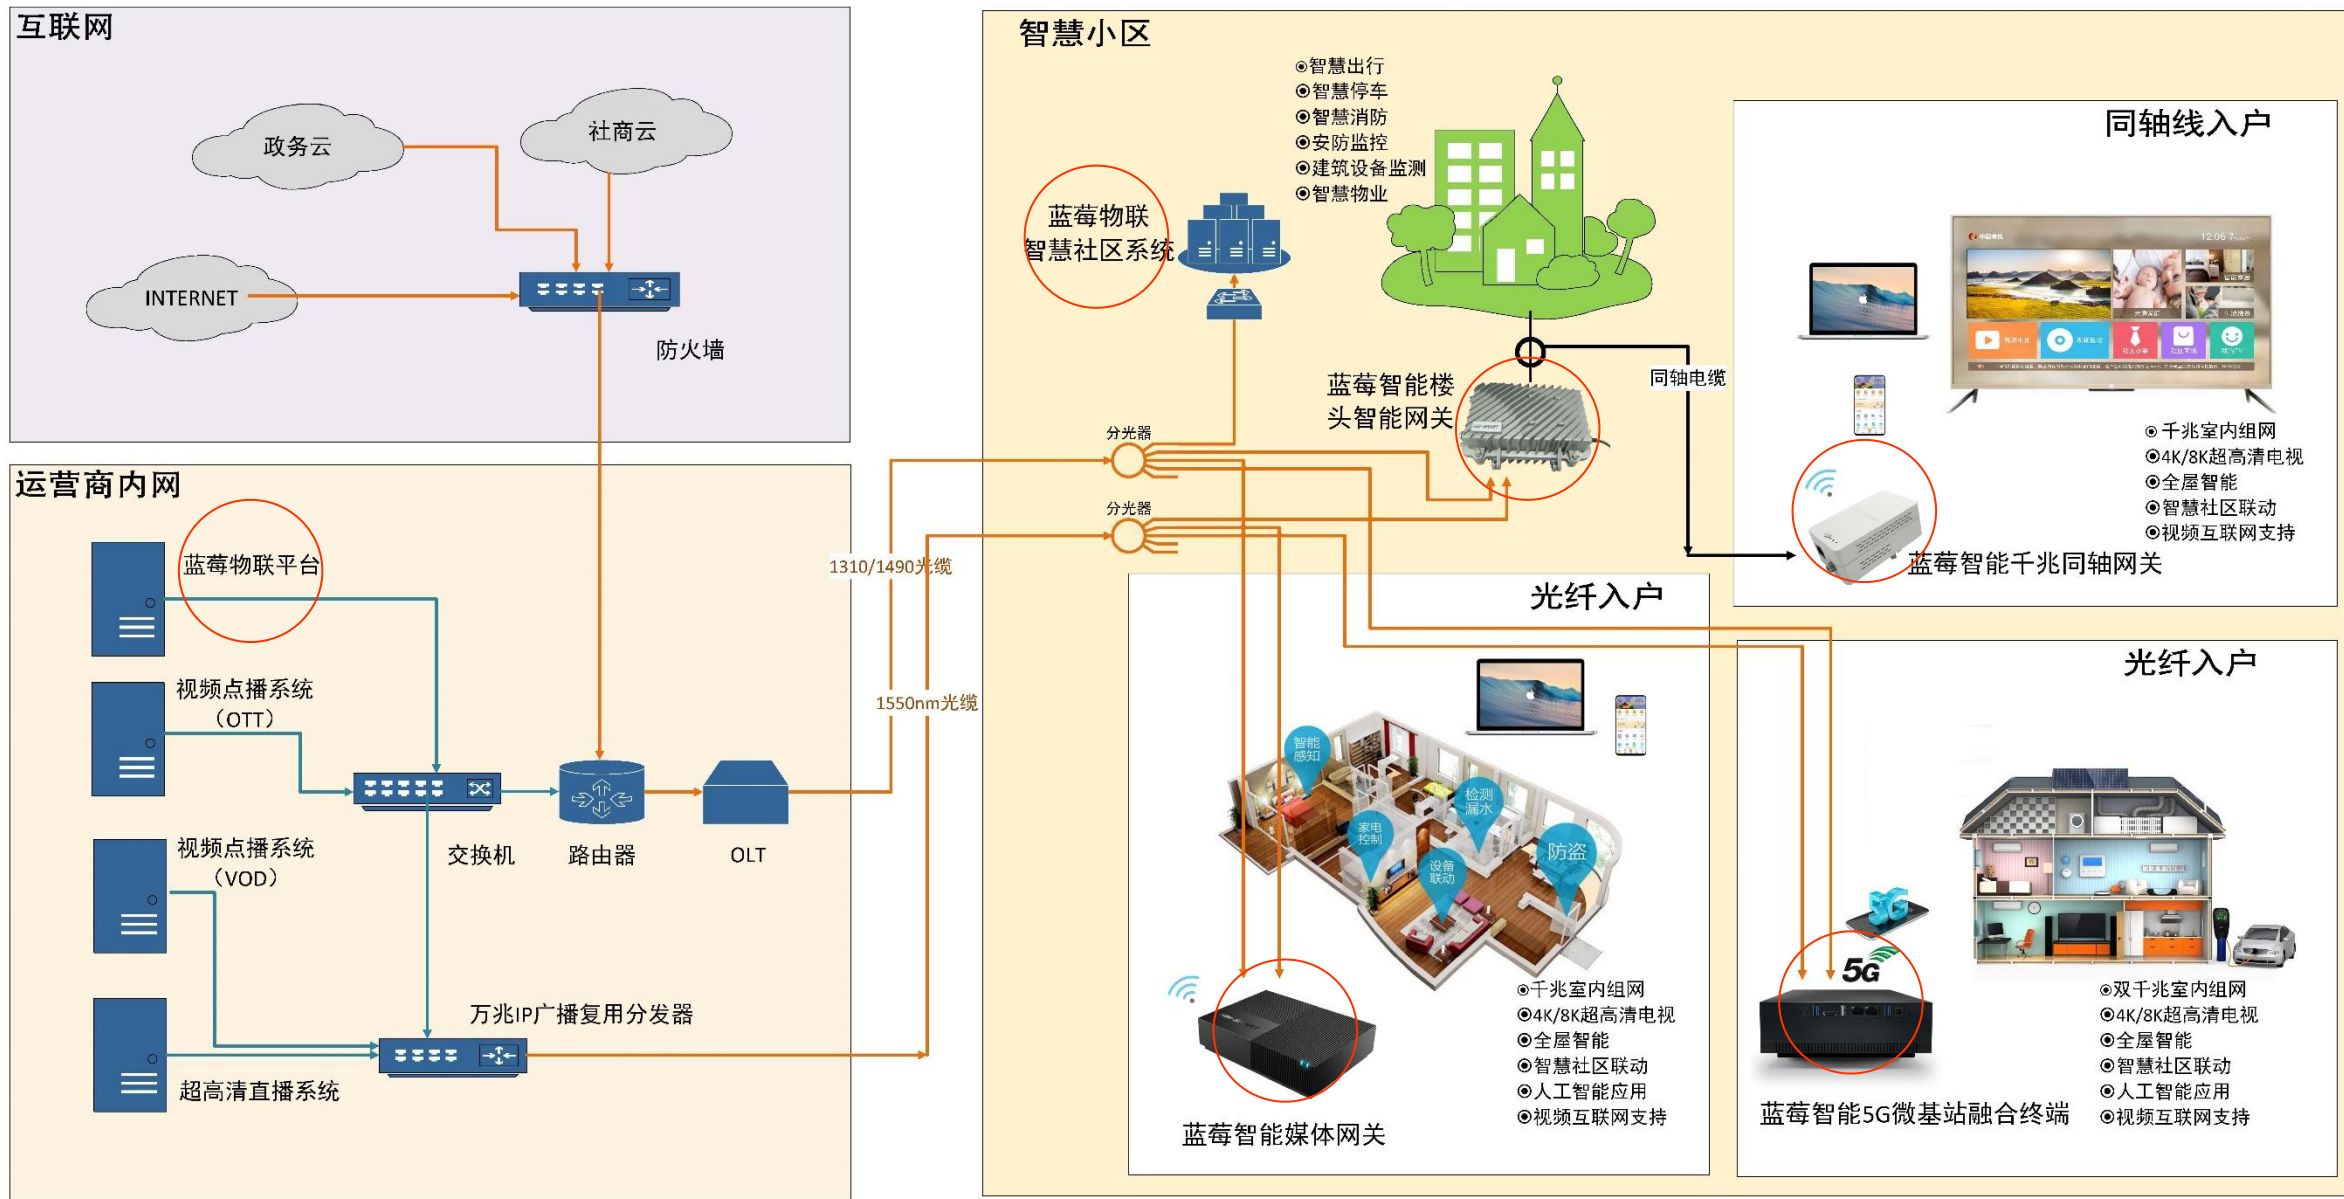 互联网
政务云
社商云
INTERNET
防火墙
运营商内网
蓝莓物联平台
视频点播系统
（OTT）
视频点播系统
（VOD）
超高清直播系统
交换机
路由器
OLT
万兆IP广播复用分发器
1310/1490光缆
1550nm光缆
智慧小区
蓝莓物联
智慧社区系统
◉智慧出行
◉智慧停车
◉智慧消防
◉安防监控
◉建筑设备监测
◉智慧物业
蓝莓智能楼
头智能网关
同轴电缆
分光器
分光器
同轴线入户
12:06
◉千兆室内组网
◉4K/8K超高清电视
◉全屋智能
◉智慧社区联动
◉视频互联网支持
蓝莓智能千兆同轴网关
光纤入户
智能
感知
检测
漏水
家电
控制
设备
联动
防盗
◉千兆室内组网
◉4K/8K超高清电视
◉全屋智能
◉智慧社区联动
◉人工智能应用
◉视频互联网支持
蓝莓智能媒体网关
光纤入户
5G
5G
◉双千兆室内组网
◉4K/8K超高清电视
◉全屋智能
◉智慧社区联动
◉人工智能应用
◉视频互联网支持
蓝莓智能5G微基站融合终端